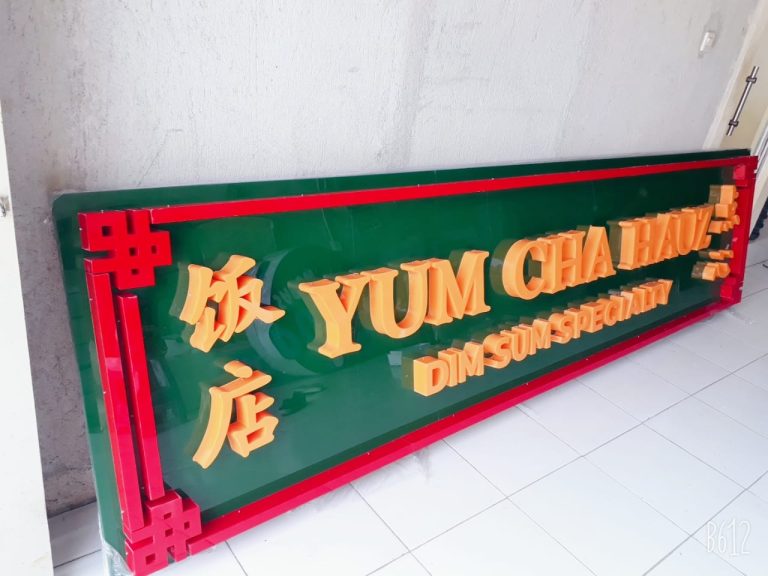 饭店
YUM CHA HAUZ
DIM SUM SPECIALTY
B612